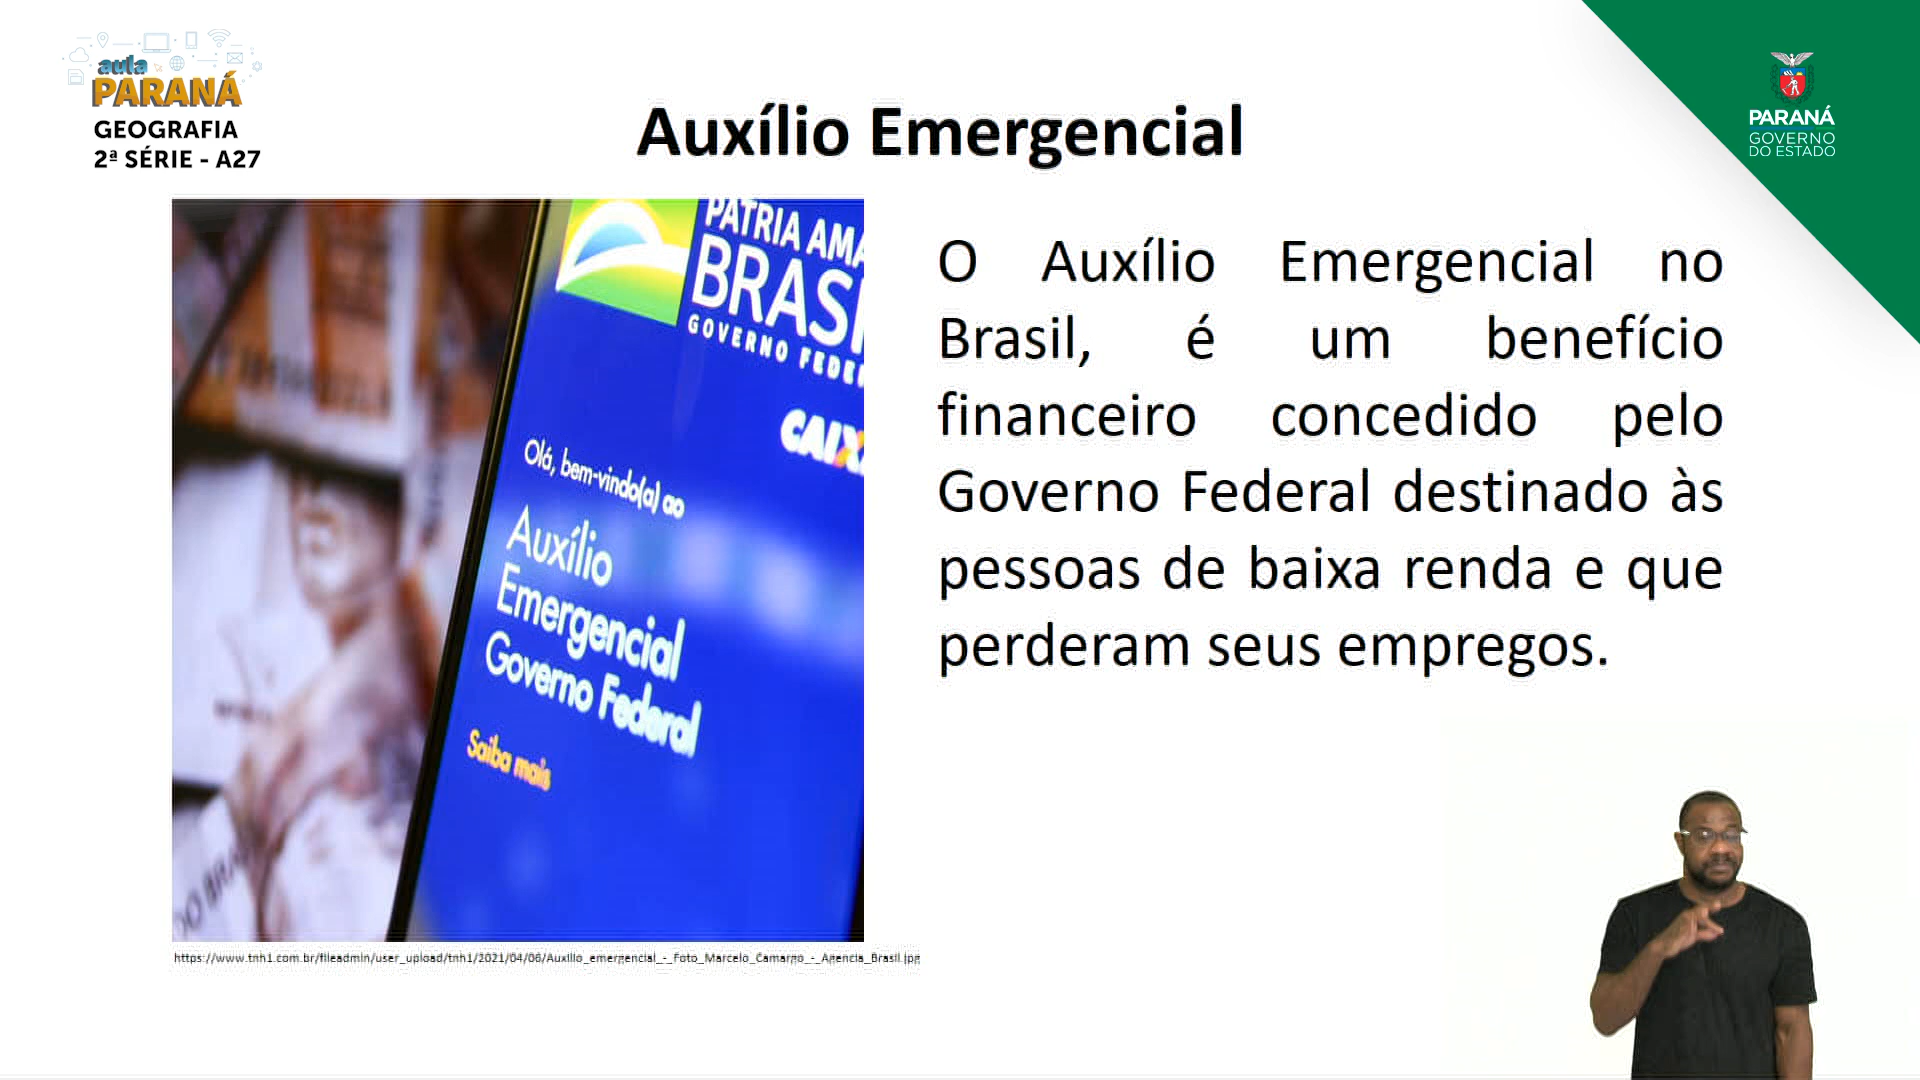 aula
PARANÁ
GEOGRAFIA
2ª SÉRIE - A27
Auxílio Emergencial
PARANÁ
GOVERNO
DO ESTADO
PÁTRIA AMA
BRASI
GOVERNO FEDER
CAIX
Olá, bem-vindo(a) ao
Auxílio
Emergencial
Governo Federal
Saiba mais
DO BRA
O Auxílio Emergencial no
Brasil, é um benefício
financeiro concedido pelo
Governo Federal destinado às
pessoas de baixa renda e que
perderam seus empregos.
https://www.tnh1.com.br/fileadmin/user_upload/tnh1/2021/04/06/Auxilio_emergencial_-_Foto_Marcelo_Camargo_-_Agencia_Brasil.jpg